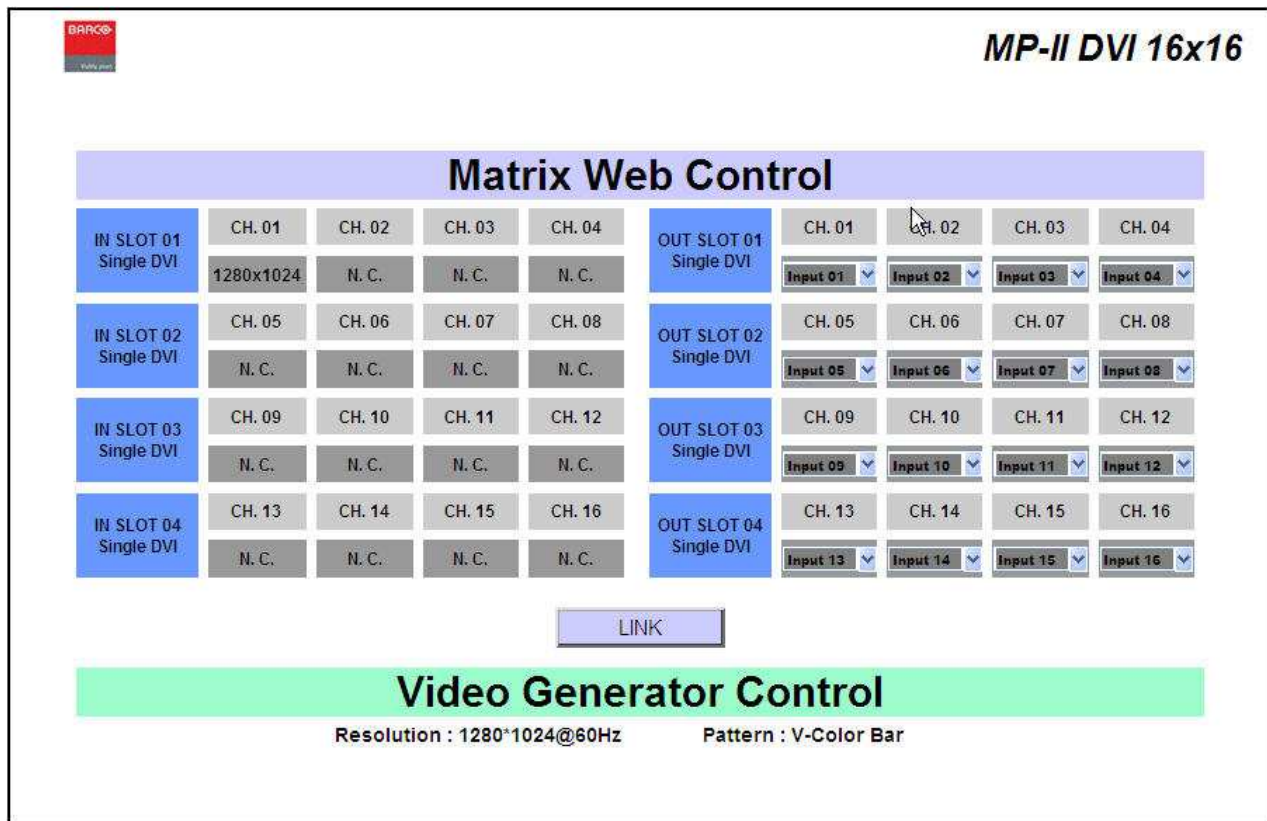 BARCO
Visibly yours
MP-II DVI 16x16
Matrix Web Control
IN SLOT 01 Single DVI
CH. 01 CH. 02 CH. 03 CH. 04
1280x1024 N. C. N. C. N. C.
OUT SLOT 01 Single DVI
CH. 01 CH. 02 CH. 03 CH. 04
Input 01 Input 02 Input 03 Input 04
IN SLOT 02 Single DVI
CH. 05 CH. 06 CH. 07 CH. 08
N. C. N. C. N. C. N. C.
OUT SLOT 02 Single DVI
CH. 05 CH. 06 CH. 07 CH. 08
Input 05 Input 06 Input 07 Input 08
IN SLOT 03 Single DVI
CH. 09 CH. 10 CH. 11 CH. 12
N. C. N. C. N. C. N. C.
OUT SLOT 03 Single DVI
CH. 09 CH. 10 CH. 11 CH. 12
Input 09 Input 10 Input 11 Input 12
IN SLOT 04 Single DVI
CH. 13 CH. 14 CH. 15 CH. 16
N. C. N. C. N. C. N. C.
OUT SLOT 04 Single DVI
CH. 13 CH. 14 CH. 15 CH. 16
Input 13 Input 14 Input 15 Input 16
LINK
Video Generator Control
Resolution : 1280*1024@60Hz Pattern : V-Color Bar